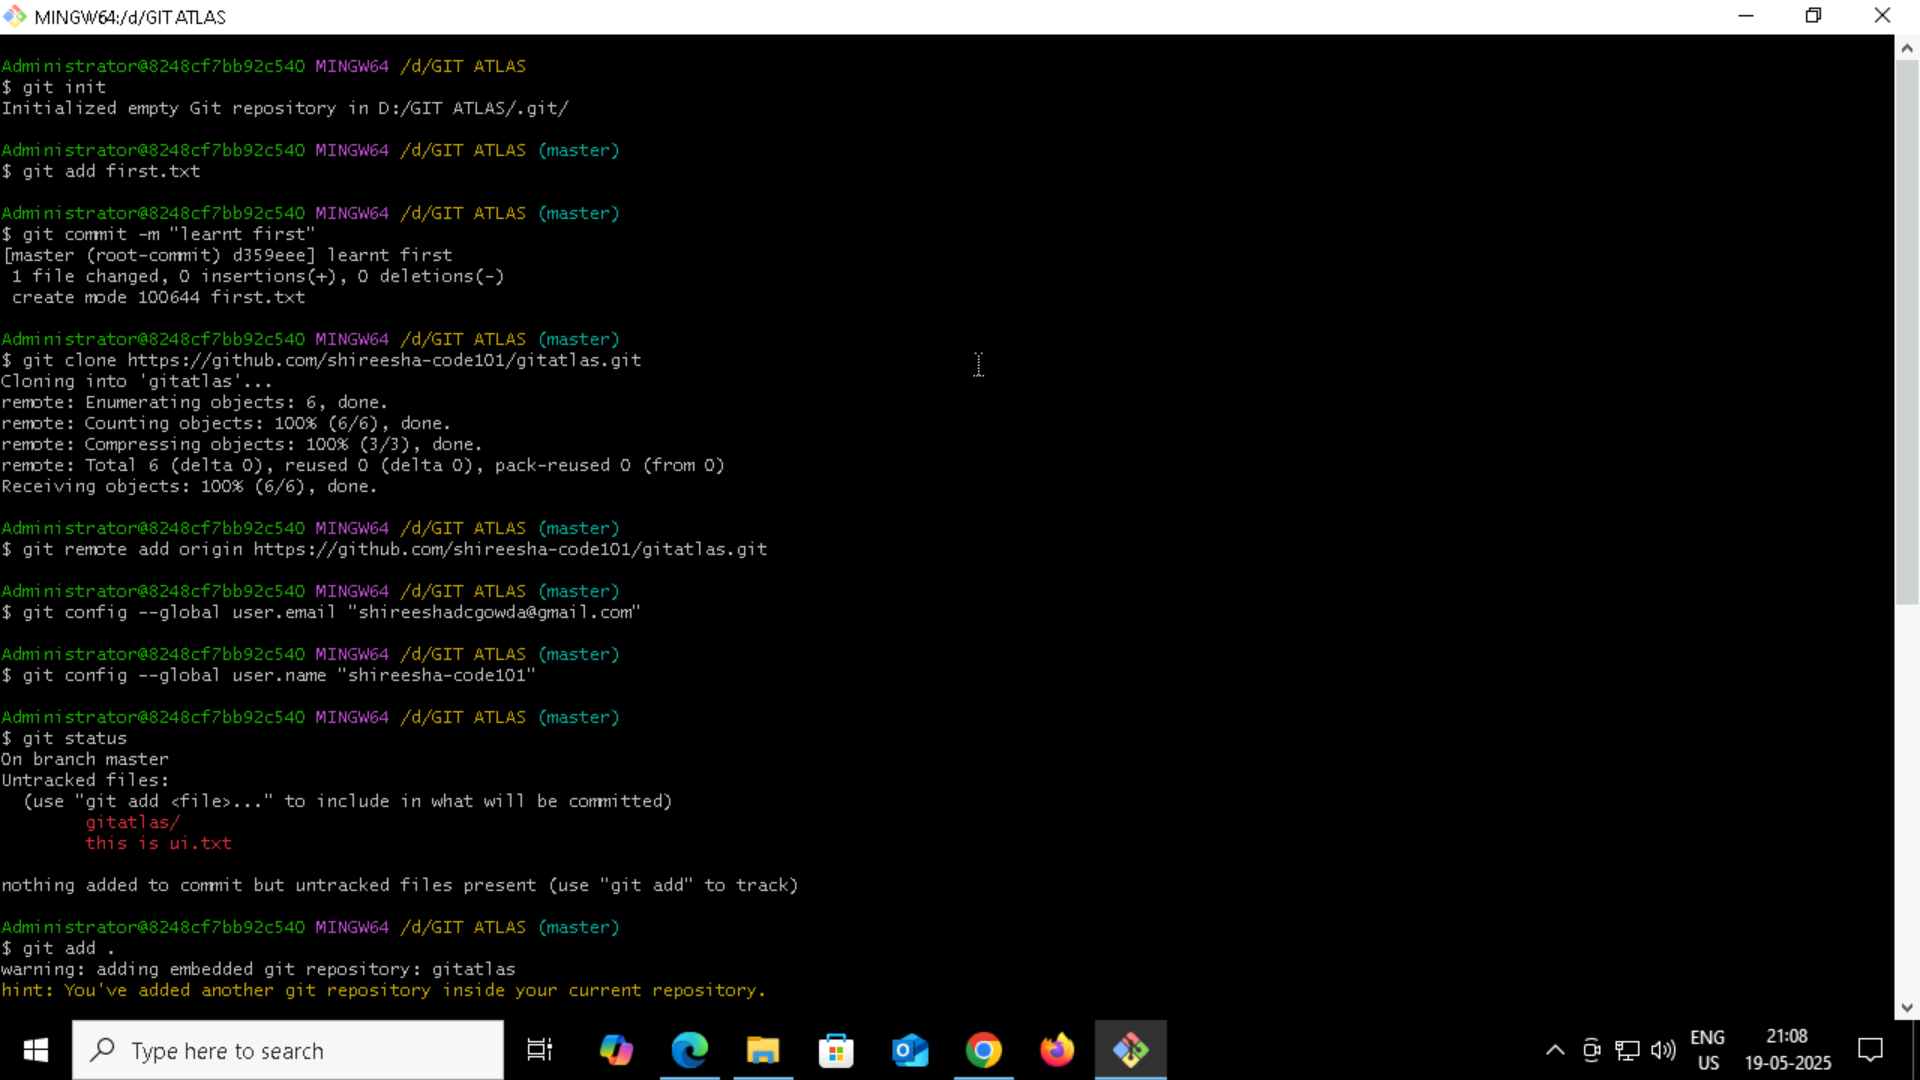 MINGW64:/d/GIT ATLAS
Administrator@8248cf7bb92c540 MINGW64 /d/GIT ATLAS
$ git init
Initialized empty Git repository in D:/GIT ATLAS/.git/
Administrator@8248cf7bb92c540 MINGW64 /d/GIT ATLAS (master)
$ git add first.txt
Administrator@8248cf7bb92c540 MINGW64 /d/GIT ATLAS (master)
$ git commit -m "learnt first"
[master (root-commit) d359eee] learnt first
 1 file changed, 0 insertions(+), 0 deletions(-)
 create mode 100644 first.txt
Administrator@8248cf7bb92c540 MINGW64 /d/GIT ATLAS (master)
$ git clone https://github.com/shireesha-code101/gitatlas.git
Cloning into 'gitatlas'...
remote: Enumerating objects: 6, done.
remote: Counting objects: 100% (6/6), done.
remote: Compressing objects: 100% (3/3), done.
remote: Total 6 (delta 0), reused 0 (delta 0), pack-reused 0 (from 0)
Receiving objects: 100% (6/6), done.
Administrator@8248cf7bb92c540 MINGW64 /d/GIT ATLAS (master)
$ git remote add origin https://github.com/shireesha-code101/gitatlas.git
Administrator@8248cf7bb92c540 MINGW64 /d/GIT ATLAS (master)
$ git config --global user.email "shireeshadcgowda@gmail.com"
Administrator@8248cf7bb92c540 MINGW64 /d/GIT ATLAS (master)
$ git config --global user.name "shireesha-code101"
Administrator@8248cf7bb92c540 MINGW64 /d/GIT ATLAS (master)
$ git status
On branch master
Untracked files:
  (use "git add <file>..." to include in what will be committed)
        gitatlas/
        this is ui.txt
nothing added to commit but untracked files present (use "git add" to track)
Administrator@8248cf7bb92c540 MINGW64 /d/GIT ATLAS (master)
$ git add .
warning: adding embedded git repository: gitatlas
hint: You've added another git repository inside your current repository.
Type here to search
ENG
US
21:08
19-05-2025